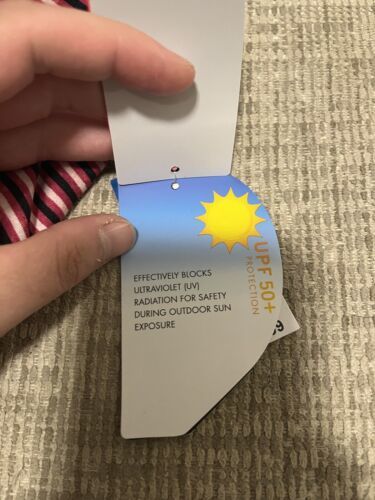 UPF 50+
PROTECTION
EFFECTIVELY BLOCKS
ULTRAVIOLET (UV)
RADIATION FOR SAFETY
DURING OUTDOOR SUN
EXPOSURE